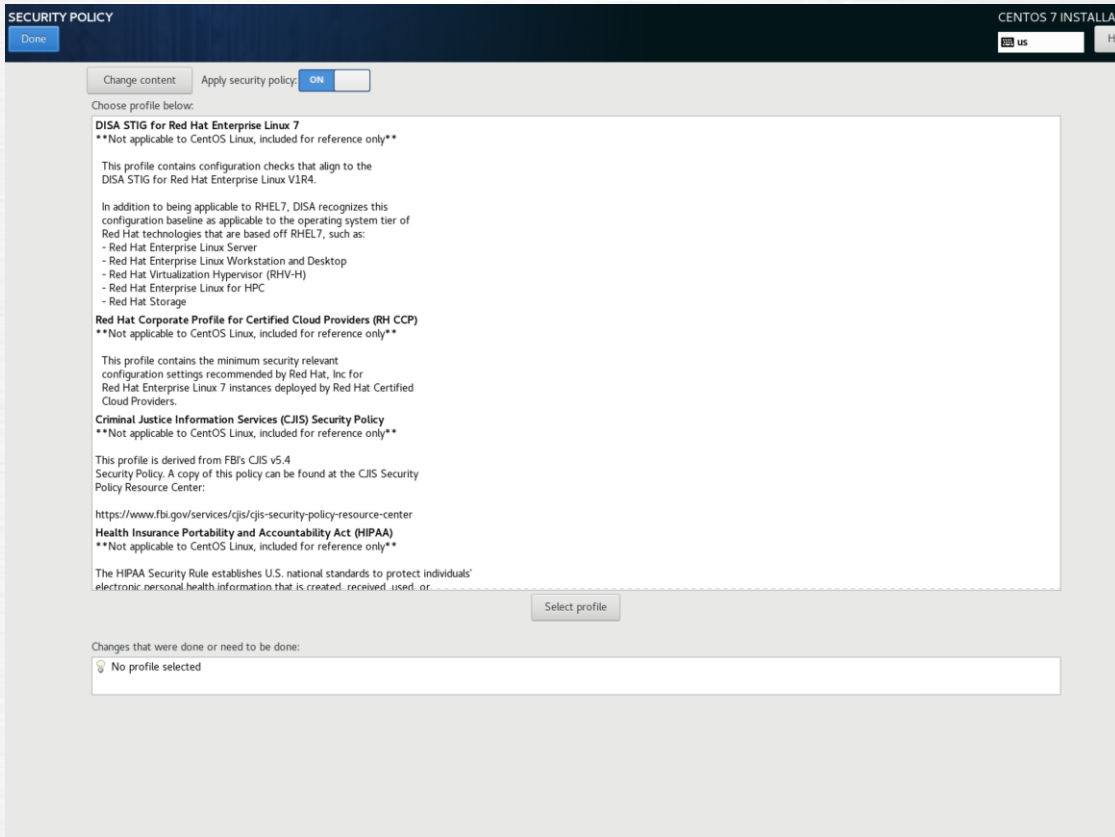 SECURITY POLICY
CENTOS 7 INSTALLA
Done
us
H
Change content
Apply security policy:
ON
Choose profile below:
DISA STIG for Red Hat Enterprise Linux 7
**Not applicable to CentOS Linux, included for reference only**
This profile contains configuration checks that align to the
DISA STIG for Red Hat Enterprise Linux V1R4.
In addition to being applicable to RHEL7, DISA recognizes this
configuration baseline as applicable to the operating system tier of
Red Hat technologies that are based off RHEL7, such as:
- Red Hat Enterprise Linux Server
- Red Hat Enterprise Linux Workstation and Desktop
- Red Hat Virtualization Hypervisor (RHV-H)
- Red Hat Enterprise Linux for HPC
- Red Hat Storage
Red Hat Corporate Profile for Certified Cloud Providers (RH CCP)
**Not applicable to CentOS Linux, included for reference only**
This profile contains the minimum security relevant
configuration settings recommended by Red Hat, Inc for
Red Hat Enterprise Linux 7 instances deployed by Red Hat Certified
Cloud Providers.
Criminal Justice Information Services (CJIS) Security Policy
**Not applicable to CentOS Linux, included for reference only**
This profile is derived from FBI's CJIS v5.4
Security Policy. A copy of this policy can be found at the CJIS Security
Policy Resource Center:
https://www.fbi.gov/services/cjis/cjis-security-policy-resource-center
Health Insurance Portability and Accountability Act (HIPAA)
**Not applicable to CentOS Linux, included for reference only**
The HIPAA Security Rule establishes U.S. national standards to protect individuals'
electronic personal health information that is created, received, used, or
Select profile
Changes that were done or need to be done:
No profile selected